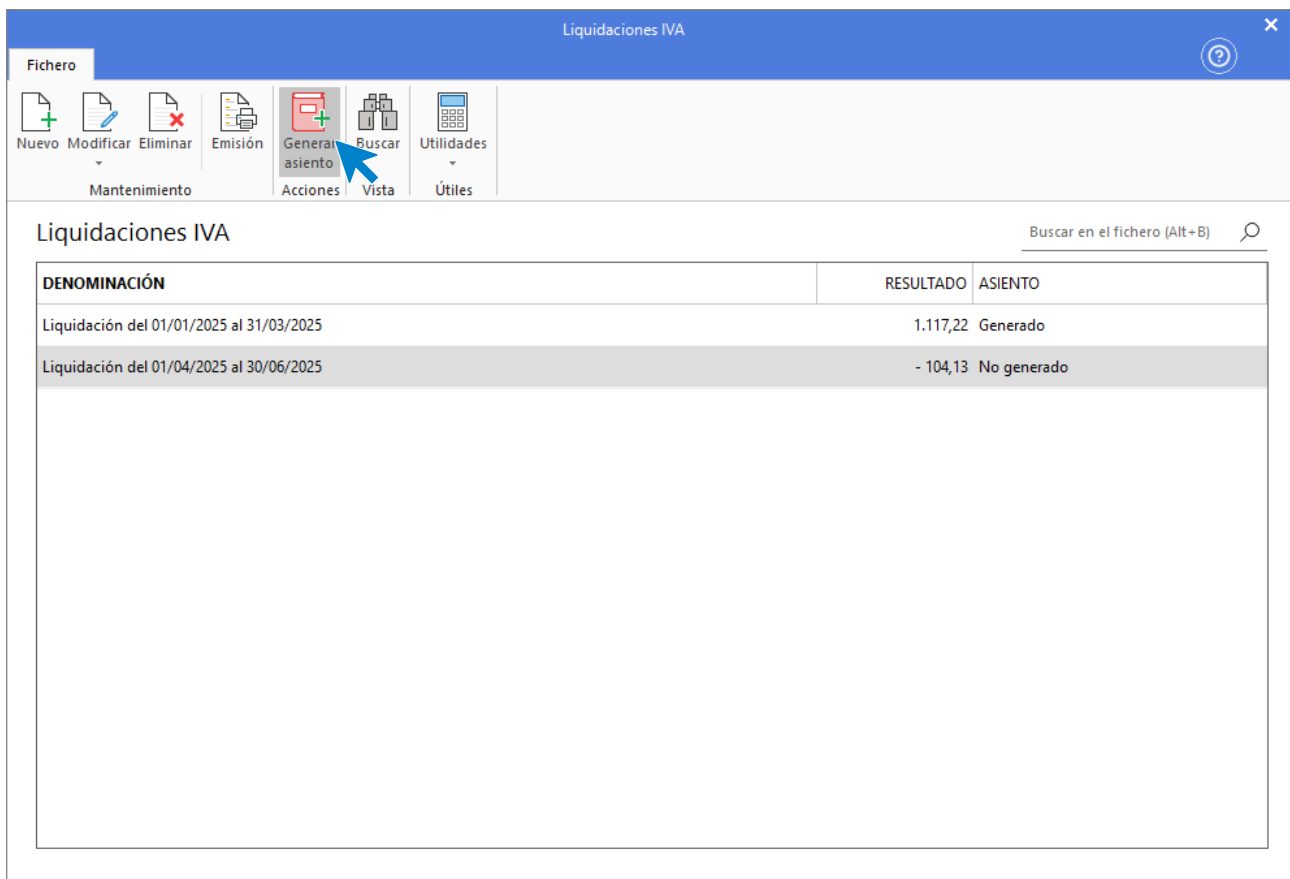 Liquidaciones IVA
Fichero
Nuevo Modificar Eliminar Emisión Generar asiento Buscar Utilidades
Mantenimiento Acciones Vista Útiles
Liquidaciones IVA
Buscar en el fichero (Alt+B)
DENOMINACIÓN RESULTADO ASIENTO
Liquidación del 01/01/2025 al 31/03/2025 1.117,22 Generado
Liquidación del 01/04/2025 al 30/06/2025 - 104,13 No generado